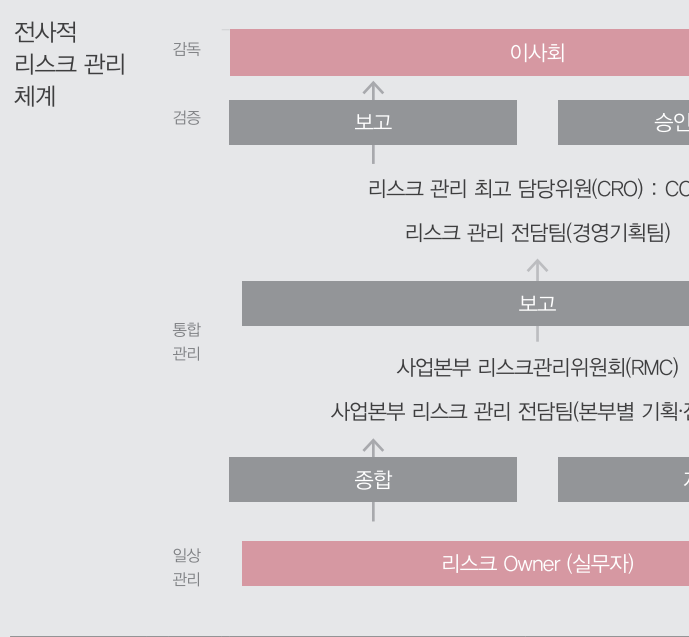 전사적
리스크 관리
체계
감독
이사회
검증
보고
승인
리스크 관리 최고 담당위원(CRO) :
리스크 관리 전담팀(경영기획팀)
통합
관리
보고
사업본부 리스크관리위원회(RMC)
사업본부 리스크 관리 전담팀(본부별 기획·
종합
일상
관리
리스크 Owner (실무자)